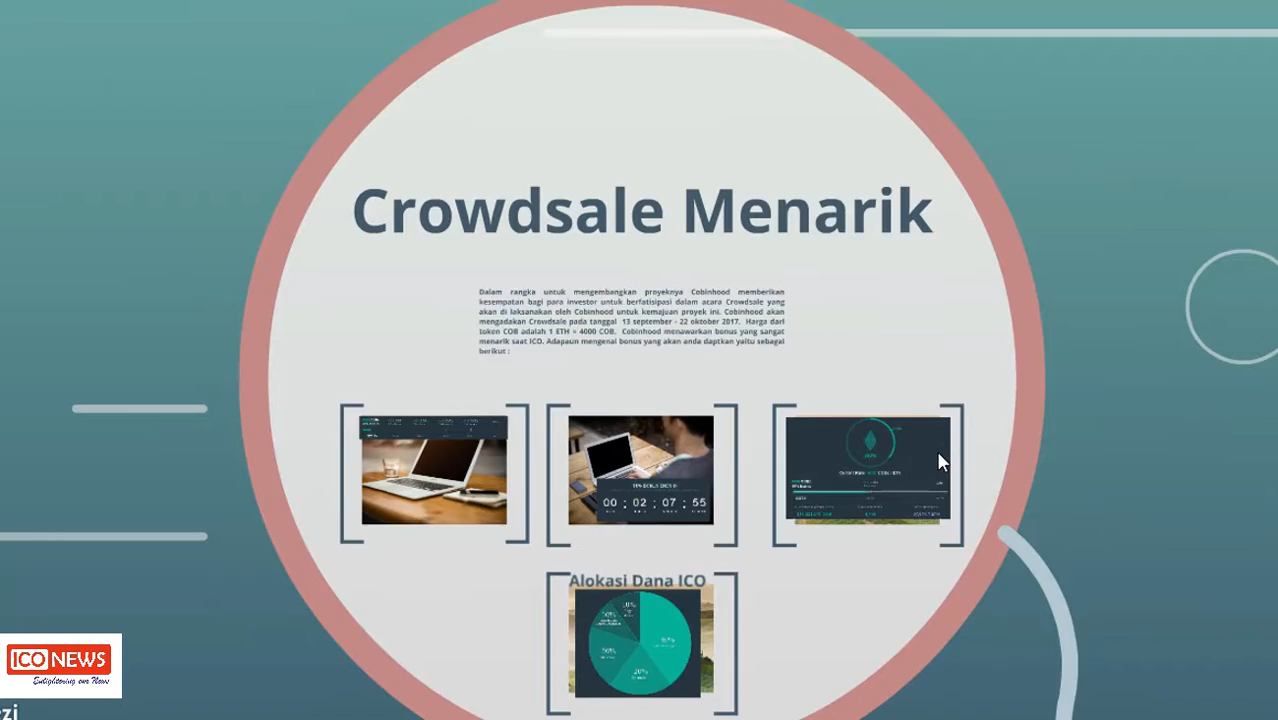 Crowdsale Menarik
Dalam rangka untuk mengembangkan proyeknya Cobinhood memberikan
kesempatan bagi para investor untuk berfatisipasi dalam acara Crowdsale yang
akan di laksanakan oleh Cobinhood untuk kemajuan proyek ini. Cobinhood akan
mengadakan Crowdsale pada tanggal 13 september - 22 oktober 2017. Harga dari
token COB adalah 1 ETH = 4000 COB. Cobinhood menawarkan bonus yang sangat
menarik saat ICO. Adapaun mengenai bonus yang akan anda daptkan yaitu sebagai
berikut :
00 : 02 : 07 : 55
Alokasi Dana ICO
10%
20%
ICO NEWS
Enlightering our News
zi